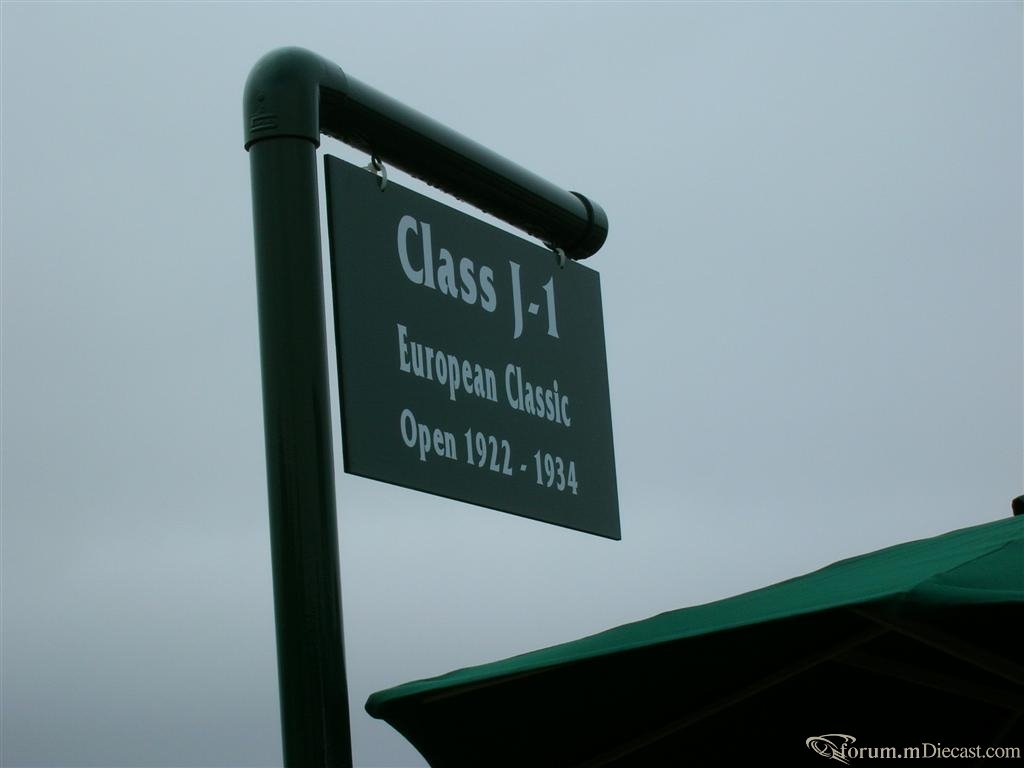 Class J-1
European Classic
Open 1922 - 1934
forum.mDiecast.com